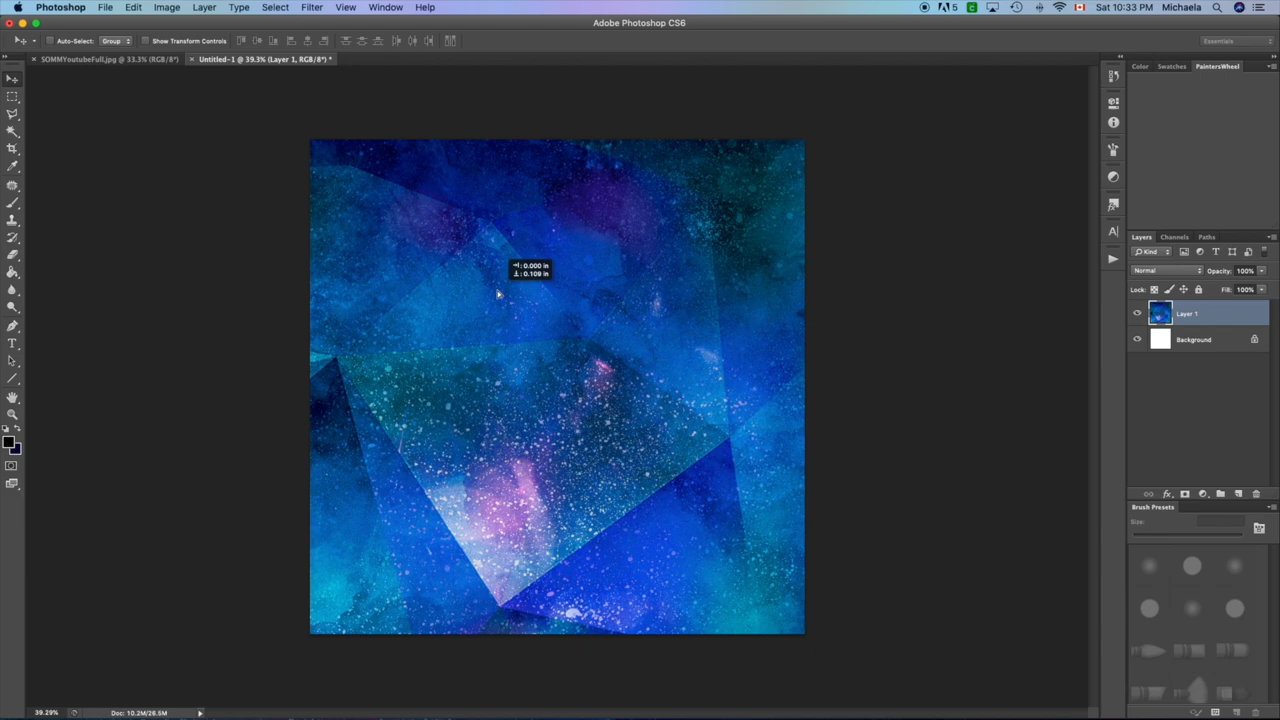 Photoshop File Edit Image Layer Type Select Filter View Window Help 5 Sat 10:33 PM Michaela
Adobe Photoshop CS6
Auto-Select: Group Show Transform Controls Essentials
SOMMYoutubeFull.jpg @ 33.3% (RGB/8*) Untitled-1 @ 39.3% (Layer 1, RGB/8*) *
Color Swatches PaintersWheel
Layers Channels Paths
Kind
Normal Opacity: 100%
Lock: Fill: 100%
Layer 1
Background
: 0.000 in
: 0.109 in
Brush Presets
Size:
39.29% Doc: 10.2M/26.5M